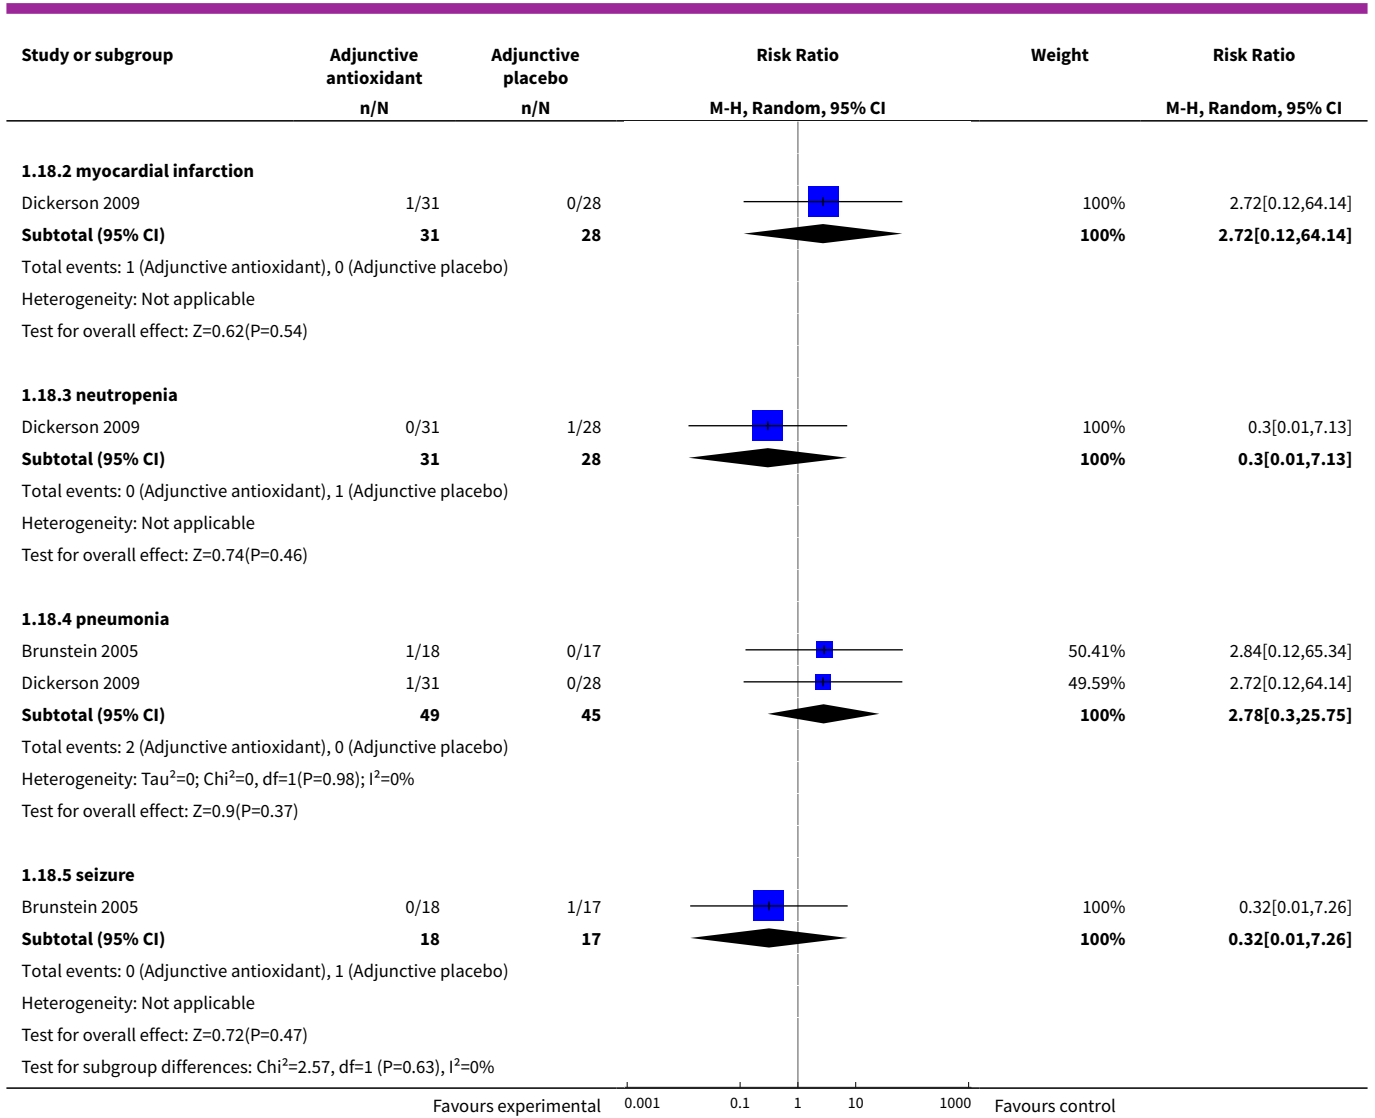 Study or subgroup Adjunctive antioxidant Adjunctive placebo Risk Ratio Weight Risk Ratio
n/N n/N M-H, Random, 95% CI M-H, Random, 95% CI
1.18.2 myocardial infarction
Dickerson 2009 1/31 0/28 100% 2.72[0.12,64.14]
Subtotal (95% CI) 31 28 100% 2.72[0.12,64.14]
Total events: 1 (Adjunctive antioxidant), 0 (Adjunctive placebo)
Heterogeneity: Not applicable
Test for overall effect: Z=0.62(P=0.54)
1.18.3 neutropenia
Dickerson 2009 0/31 1/28 100% 0.3[0.01,7.13]
Subtotal (95% CI) 31 28 100% 0.3[0.01,7.13]
Total events: 0 (Adjunctive antioxidant), 1 (Adjunctive placebo)
Heterogeneity: Not applicable
Test for overall effect: Z=0.74(P=0.46)
1.18.4 pneumonia
Brunstein 2005 1/18 0/17 50.41% 2.84[0.12,65.34]
Dickerson 2009 1/31 0/28 49.59% 2.72[0.12,64.14]
Subtotal (95% CI) 49 45 100% 2.78[0.3,25.75]
Total events: 2 (Adjunctive antioxidant), 0 (Adjunctive placebo)
Heterogeneity: Tau²=0; Chi²=0, df=1(P=0.98); I²=0%
Test for overall effect: Z=0.9(P=0.37)
1.18.5 seizure
Brunstein 2005 0/18 1/17 100% 0.32[0.01,7.26]
Subtotal (95% CI) 18 17 100% 0.32[0.01,7.26]
Total events: 0 (Adjunctive antioxidant), 1 (Adjunctive placebo)
Heterogeneity: Not applicable
Test for overall effect: Z=0.72(P=0.47)
Test for subgroup differences: Chi²=2.57, df=1 (P=0.63), I²=0%
Favours experimental 0.001 0.1 1 10 1000 Favours control